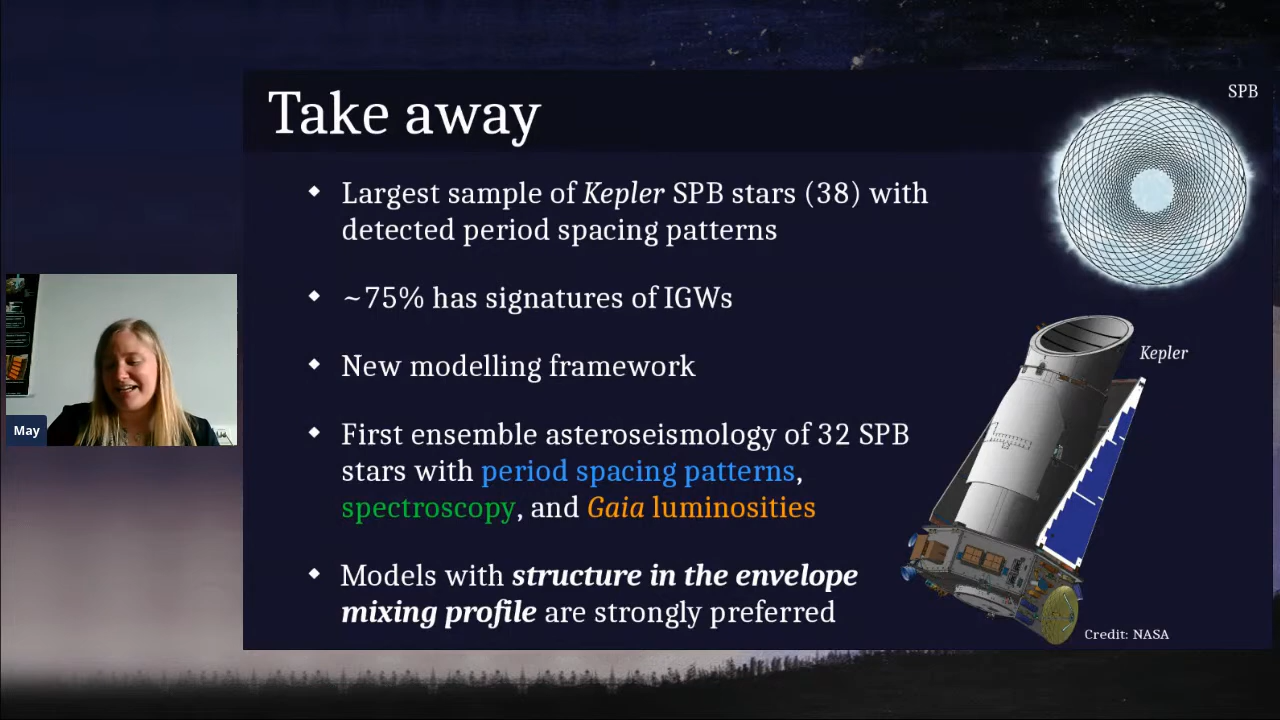 Take away
SPB
Largest sample of Kepler SPB stars (38) with
detected period spacing patterns
~75% has signatures of IGWs
New modelling framework
Kepler
First ensemble asteroseismology of 32 SPB
stars with period spacing patterns,
spectroscopy, and Gaia luminosities
Models with structure in the envelope
mixing profile are strongly preferred
Credit: NASA
May